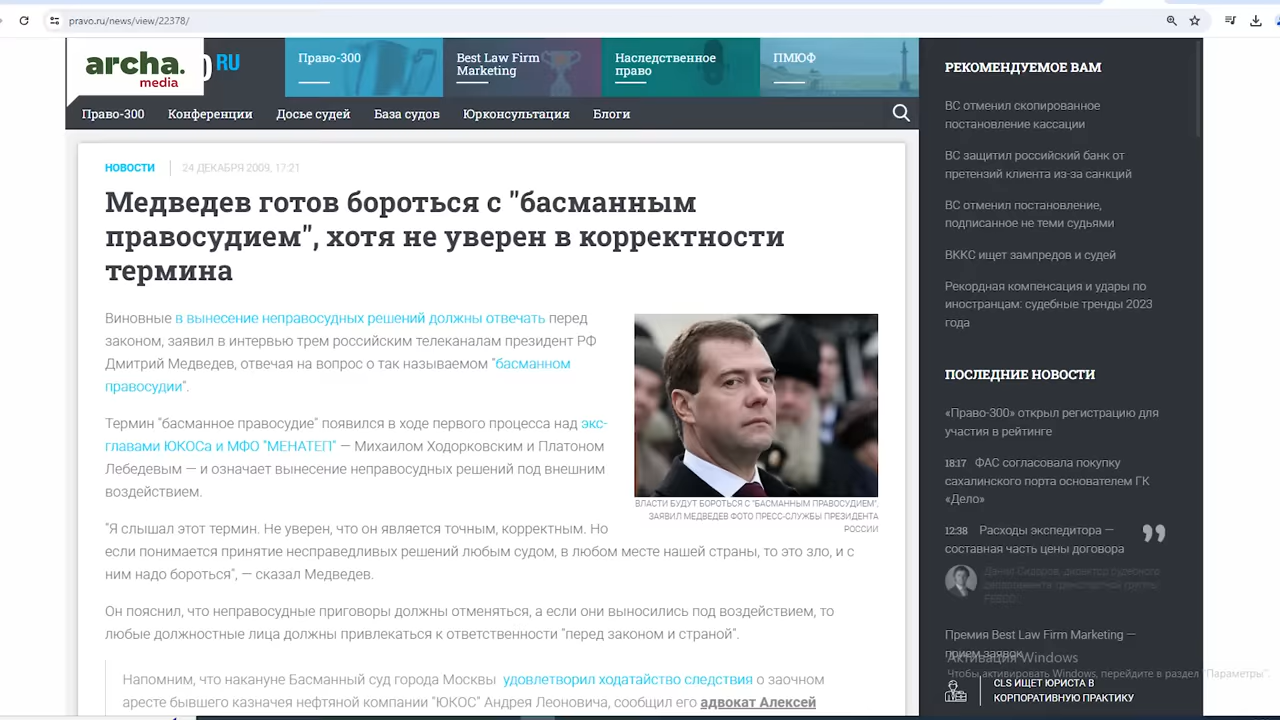 pravo.ru/news/view/22378/
archa.
media
RU
Право-300
Best Law Firm
Marketing
Наследственное
право
ПМЮФ
Право-300
Конференции
Досье судей
База судов
Юрконсультация
Блоги
НОВОСТИ
24 ДЕКАБРЯ 2009, 17:21
Медведев готов бороться с "басманным
правосудием", хотя не уверен в корректности
термина
Виновные в вынесение неправосудных решений должны отвечать перед
законом, заявил в интервью трем российским телеканалам президент РФ
Дмитрий Медведев, отвечая на вопрос о так называемом "басманном
правосудии".
Термин "басманное правосудие" появился в ходе первого процесса над экс-
главами ЮКОСа и МФО "МЕНАТЕП" — Михаилом Ходорковским и Платоном
Лебедевым — и означает вынесение неправосудных решений под внешним
воздействием.
ВЛАСТИ БУДУТ БОРОТЬСЯ С "БАСМАННЫМ ПРАВОСУДИЕМ",
ЗАЯВИЛ МЕДВЕДЕВ ФОТО ПРЕСС-СЛУЖБЫ ПРЕЗИДЕНТА
РОССИИ
"Я слышал этот термин. Не уверен, что он является точным, корректным. Но
если понимается принятие несправедливых решений любым судом, в любом месте нашей страны, то это зло, и с
ним надо бороться", — сказал Медведев.
Он пояснил, что неправосудные приговоры должны отменяться, а если они выносились под воздействием, то
любые должностные лица должны привлекаться к ответственности "перед законом и страной".
Напомним, что накануне Басманный суд города Москвы удовлетворил ходатайство следствия о заочном
аресте бывшего казначея нефтяной компании "ЮКОС" Андрея Леоновича, сообщил его адвокат Алексей
РЕКОМЕНДУЕМОЕ ВАМ
ВС отменил скопированное
постановление кассации
ВС защитил российский банк от
претензий клиента из-за санкций
ВС отменил постановление,
подписанное не теми судьями
ВККС ищет зампредов и судей
Рекордная компенсация и удары по
иностранцам: судебные тренды 2023
года
ПОСЛЕДНИЕ НОВОСТИ
«Право-300» открыл регистрацию для
участия в рейтинге
18:17 ФАС согласовала покупку
сахалинского порта основателем ГК
«Дело»
12:38 Расходы экспедитора —
составная часть цены договора
Премия Best Law Firm Marketing —
прием заявок
Активация Windows
Чтобы активировать Windows, перейдите в раздел "Параметры".
CLS ИЩЕТ ЮРИСТА В
КОРПОРАТИВНУЮ ПРАКТИКУ